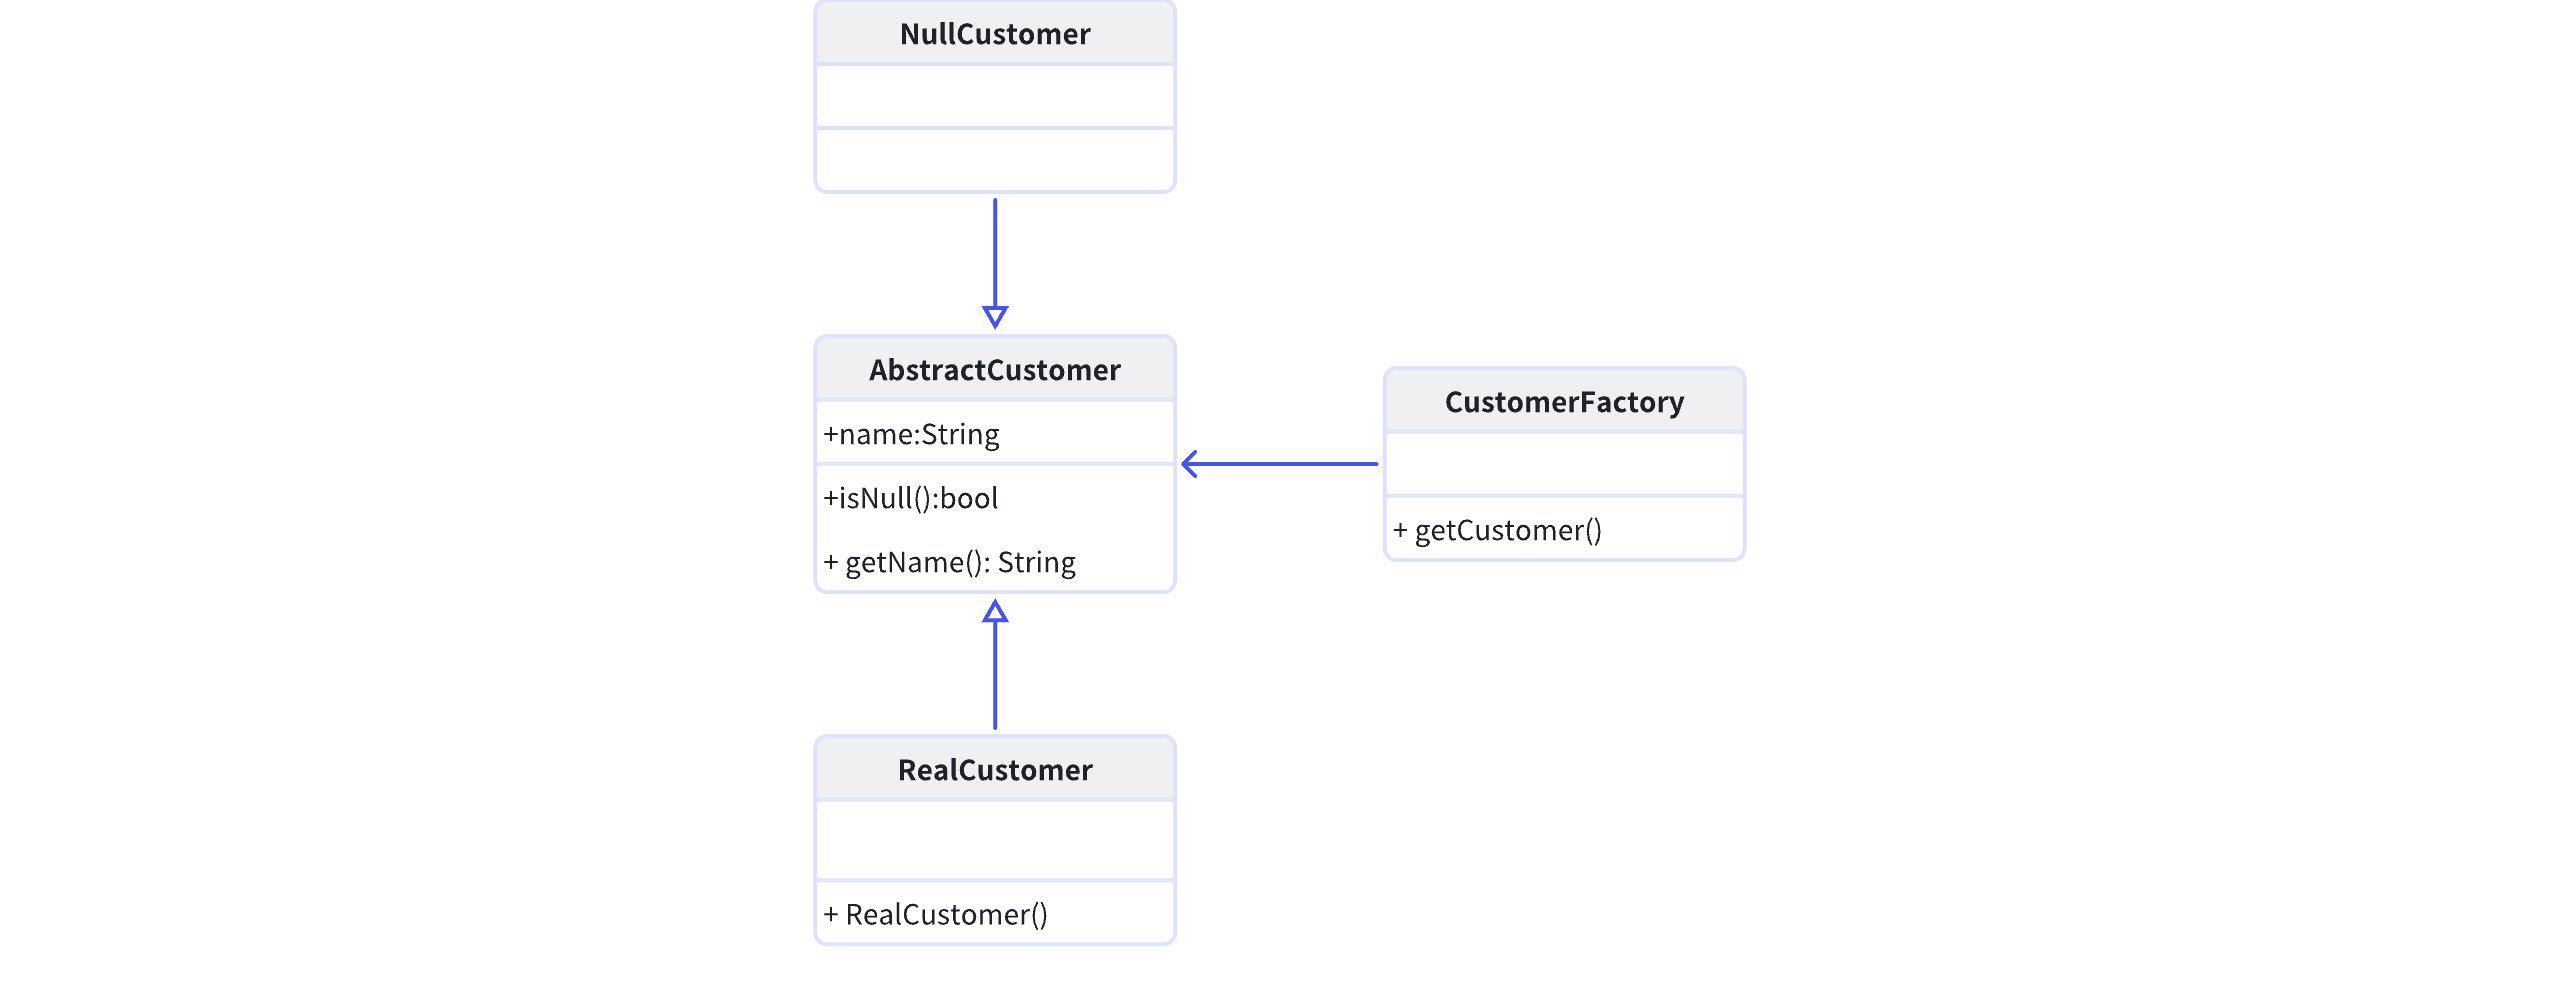 NullCustomer
AbstractCustomer
+name:String
+isNull():bool
+ getName(): String
CustomerFactory
+ getCustomer()
RealCustomer
+ RealCustomer()